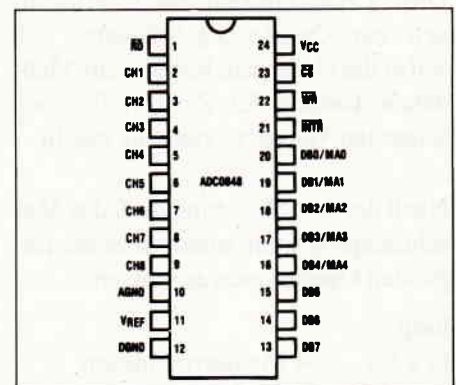 RD 1 24 VCC
CH1 2 23 CS
CH2 3 22 WR
CH3 4 21 INTR
CH4 5 20 DB0/MA0
CH5 6 ADC0848 19 DB1/MA1
CH6 7 18 DB2/MA2
CH7 8 17 DB3/MA3
CH8 9 16 DB4/MA4
AGND 10 15 DB5
VREF 11 14 DB6
DGND 12 13 DB7